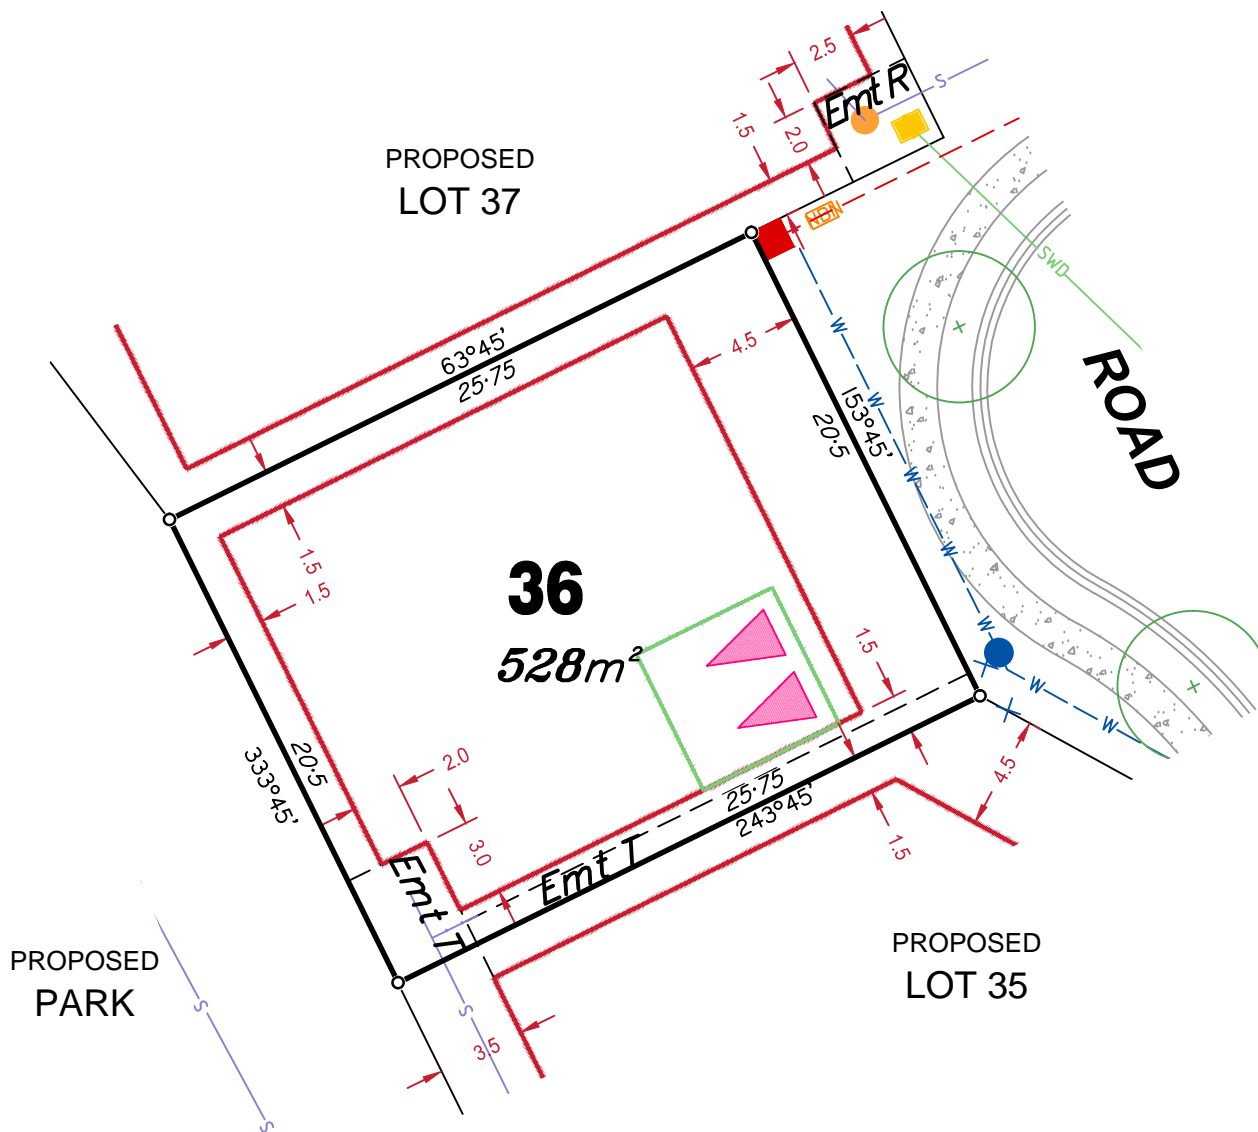 2.5
Emt R
S
1.5
2.0
PROPOSED
LOT 37
SWD
W
63°45'
25·75
4.5
ROAD
W
153°45'
20·5
W
W
1.5
1.5
36
528m²
W
1.5
W
W
2.0
20·5
333°45'
3.0
4.5
25·75
243°45'
1.5
Emt T
Emt T
PROPOSED
LOT 35
PROPOSED
PARK
S
S
3.5
S